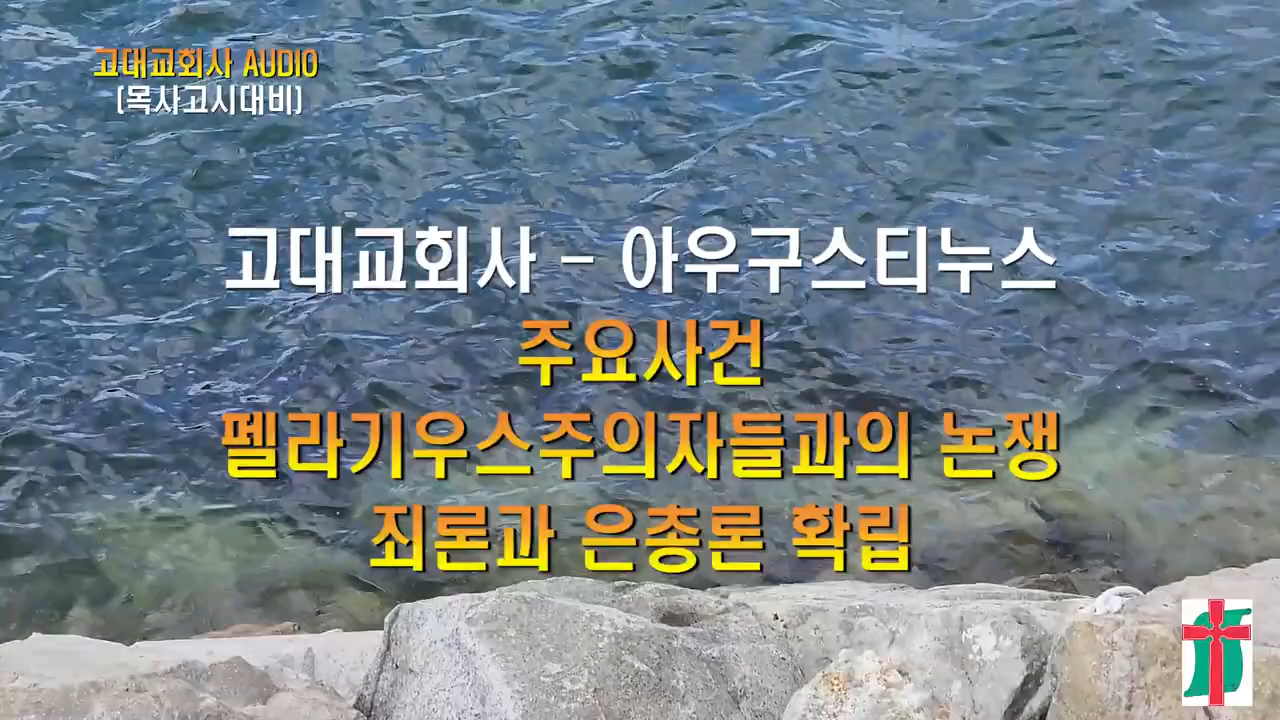 고대교회사 AUDIO
(목사고시대비)
고대교회사 - 아우구스티누스
주요사건
펠라기우스주의자들과의 논쟁
죄론과 은총론 확립